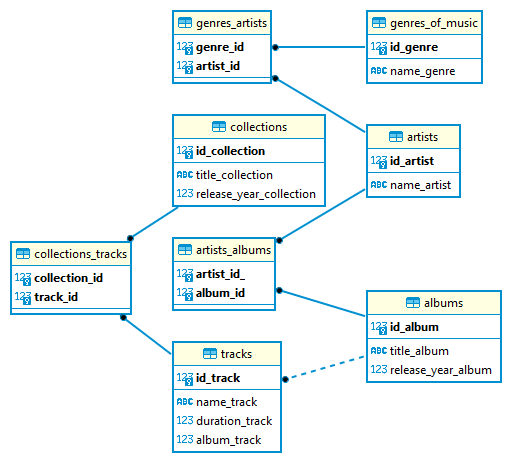 genres_artists
123 genre_id
123 artist_id
genres_of_music
123 id_genre
ABC name_genre
collections
123 id_collection
ABC title_collection
123 release_year_collection
artists
123 id_artist
ABC name_artist
collections_tracks
123 collection_id
123 track_id
artists_albums
123 artist_id_
123 album_id
albums
123 id_album
ABC title_album
123 release_year_album
tracks
123 id_track
ABC name_track
123 duration_track
123 album_track